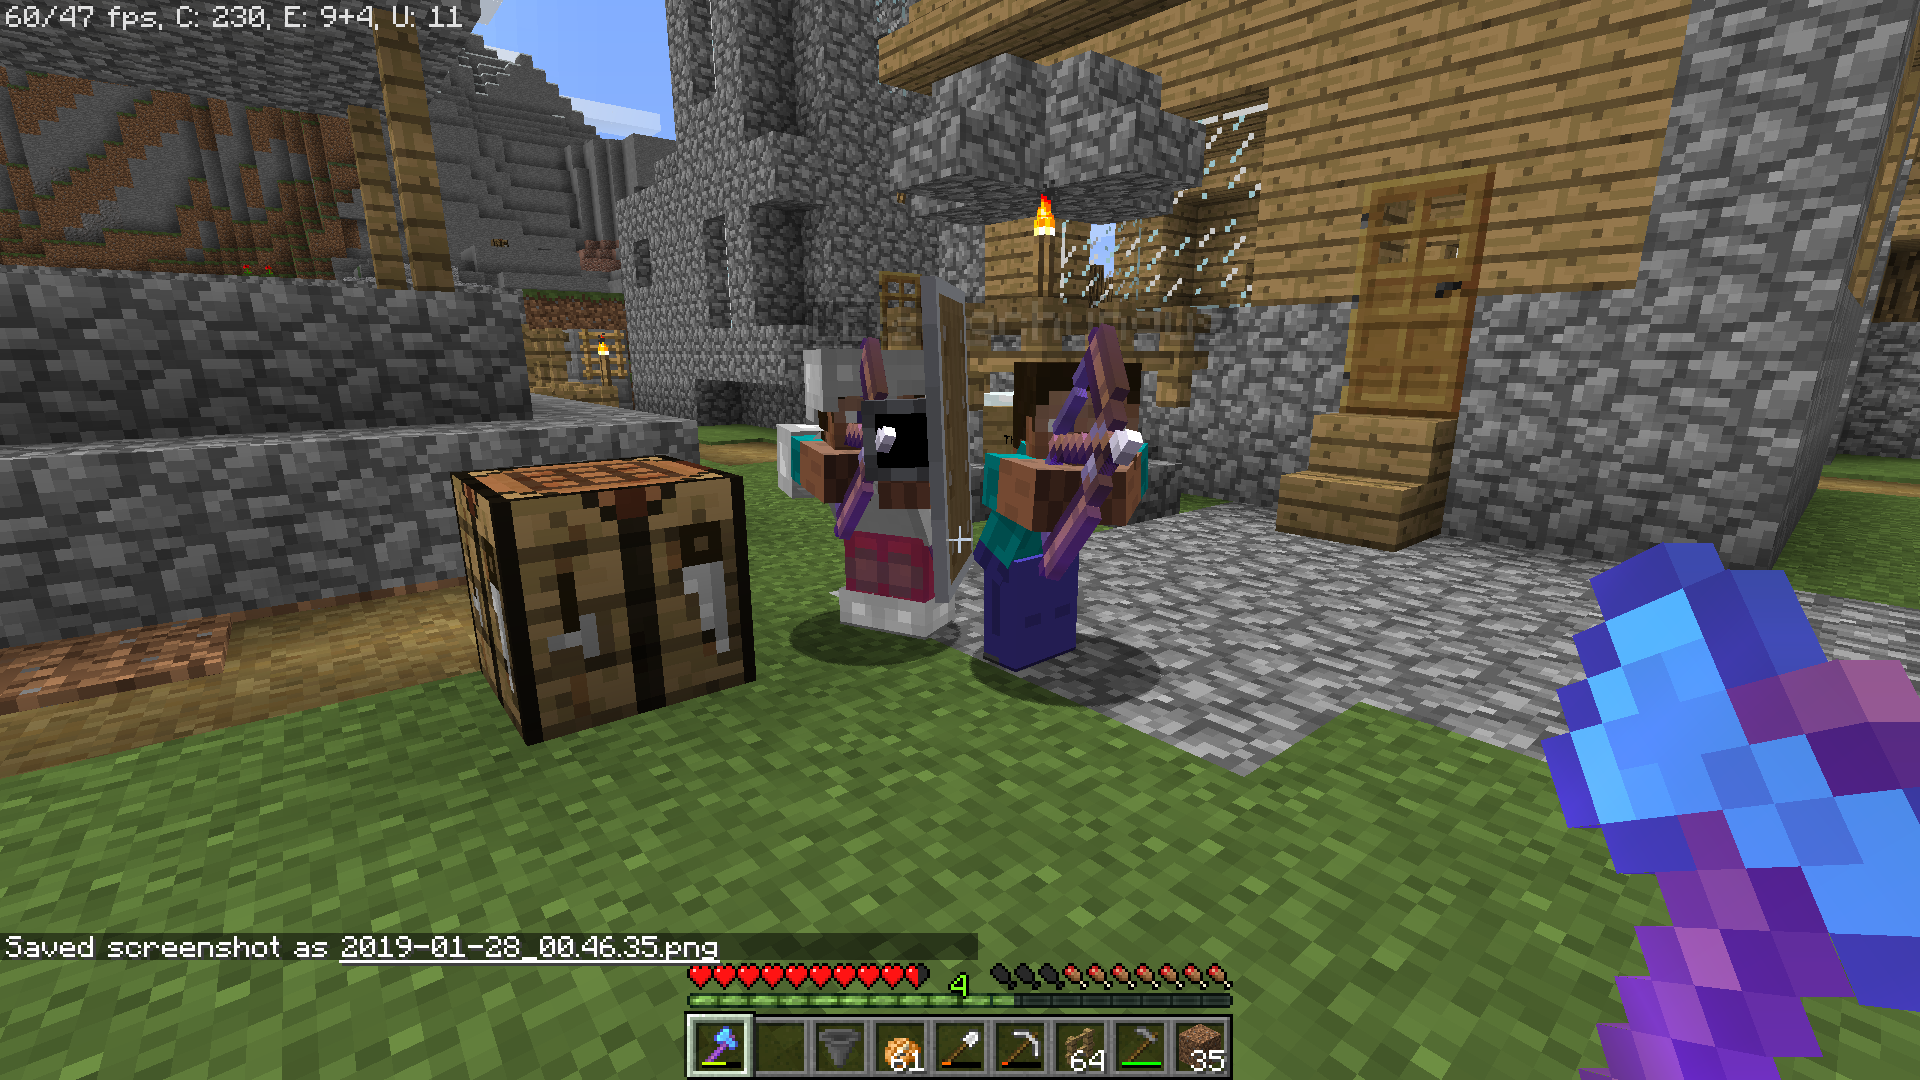 60/47 fps, C: 230, E: 9+4, U: 11
Saved screenshot as 2019-01-28_00.46.35.png
4
61
64
35